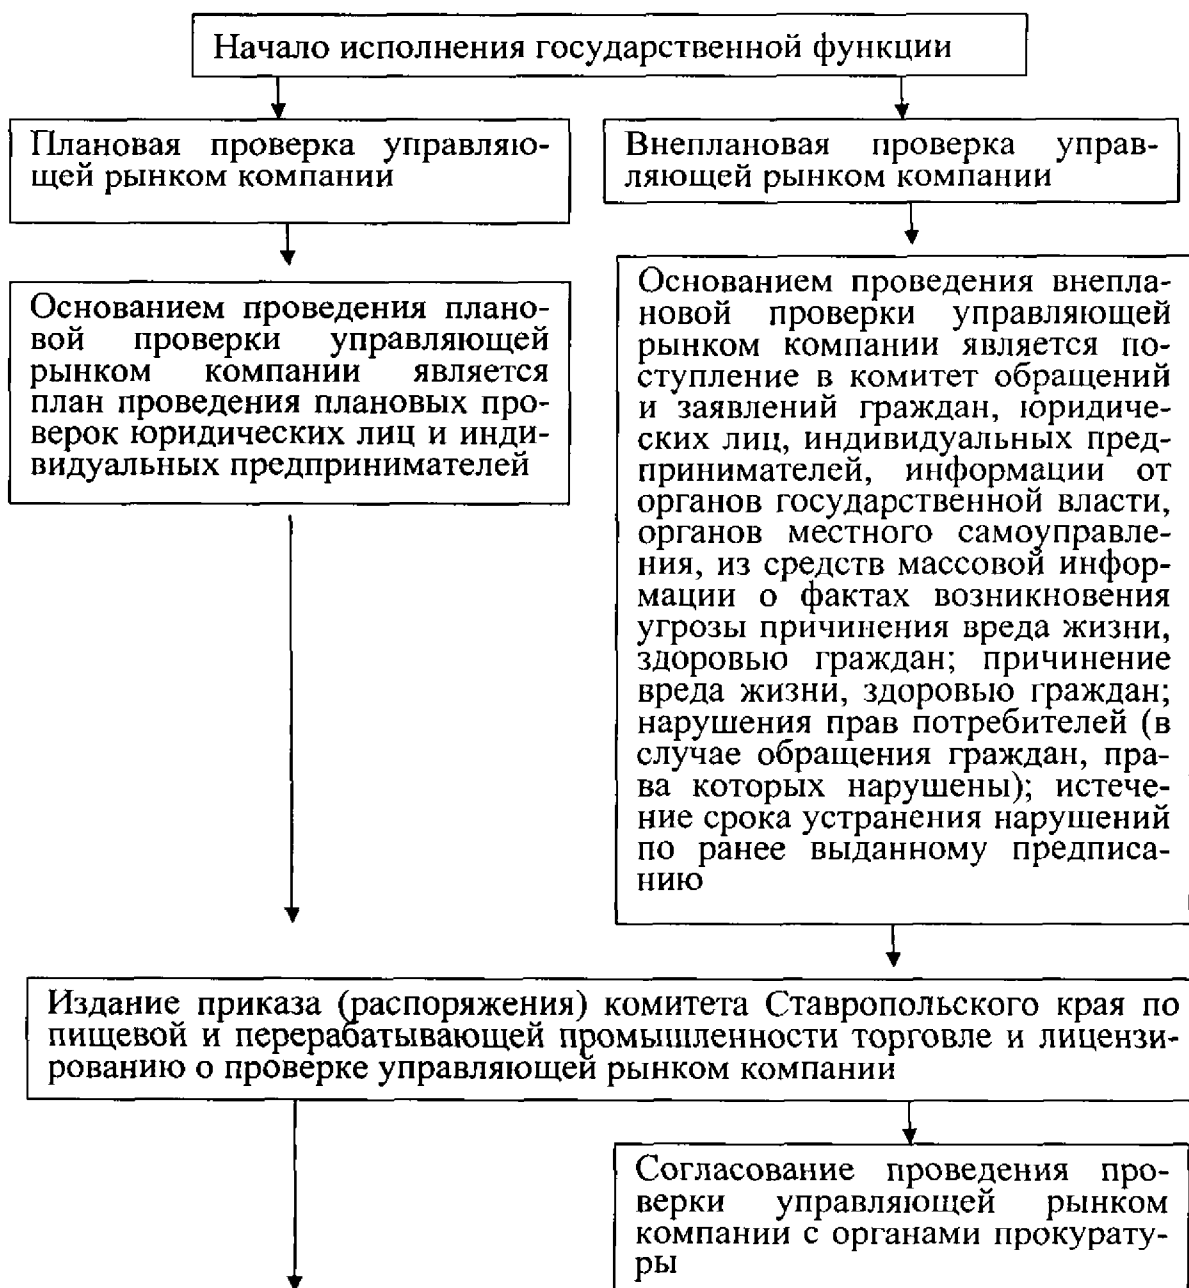 Начало исполнения государственной функции
Плановая проверка управляю-
щей рынком компании
Внеплановая проверка управ-
ляющей рынком компании
Основанием проведения плано-
вой проверки управляющей
рынком компании является
план проведения плановых про-
верок юридических лиц и инди-
видуальных предпринимателей
Основанием проведения внепла-
новой проверки управляющей
рынком компании является по-
ступление в комитет обращений
и заявлений граждан, юридиче-
ских лиц, индивидуальных пред-
принимателей, информации от
органов государственной власти,
органов местного самоуправле-
ния, из средств массовой инфор-
мации о фактах возникновения
угрозы причинения вреда жизни,
здоровью граждан; причинение
вреда жизни, здоровью граждан;
нарушения прав потребителей (в
случае обращения граждан, пра-
ва которых нарушены); истече-
ние срока устранения нарушений
по ранее выданному предписа-
нию
Издание приказа (распоряжения) комитета Ставропольского края по
пищевой и перерабатывающей промышленности торговле и лицензи-
рованию о проверке управляющей рынком компании
Согласование проведения про-
верки управляющей рынком
компании с органами прокурату-
ры